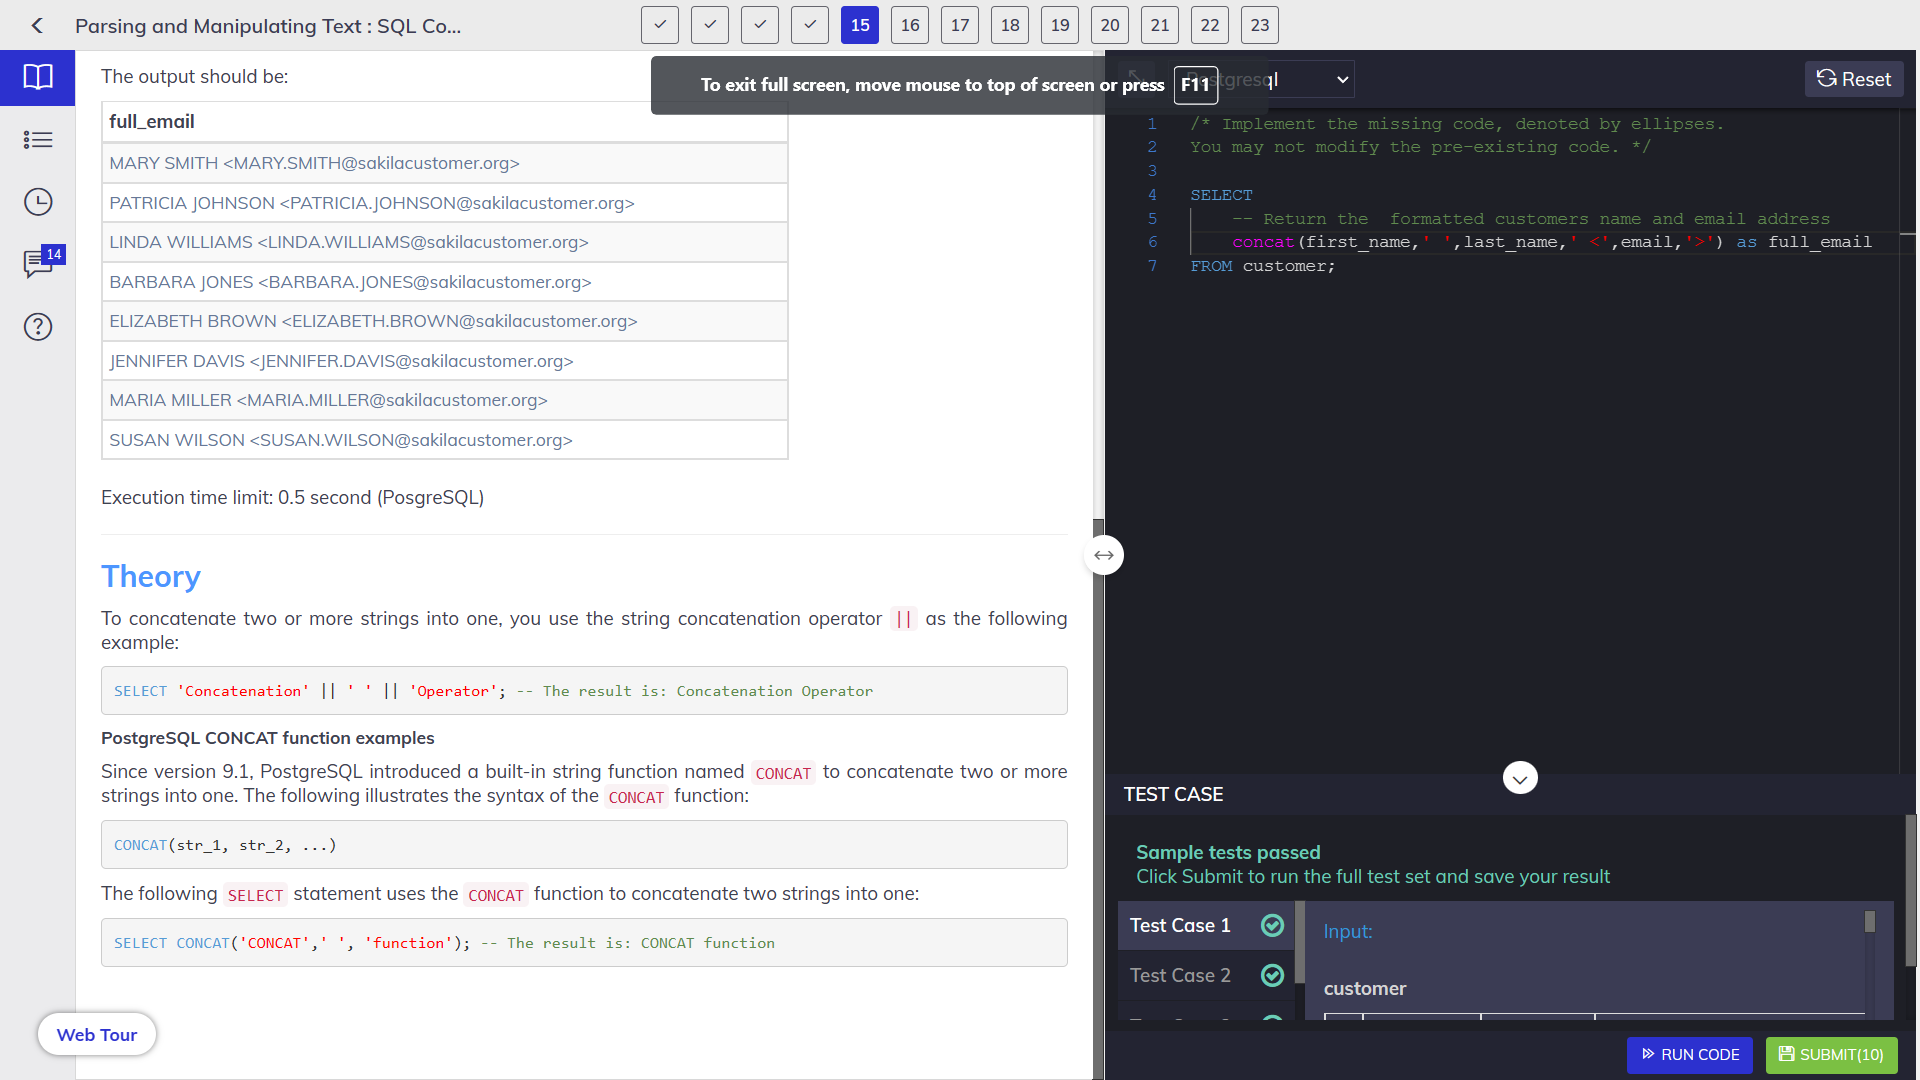 Parsing and Manipulating Text : SQL Co...
15 16 17 18 19 20 21 22 23
14
The output should be:
full_email
MARY SMITH <MARY.SMITH@sakilacustomer.org>
PATRICIA JOHNSON <PATRICIA.JOHNSON@sakilacustomer.org>
LINDA WILLIAMS <LINDA.WILLIAMS@sakilacustomer.org>
BARBARA JONES <BARBARA.JONES@sakilacustomer.org>
ELIZABETH BROWN <ELIZABETH.BROWN@sakilacustomer.org>
JENNIFER DAVIS <JENNIFER.DAVIS@sakilacustomer.org>
MARIA MILLER <MARIA.MILLER@sakilacustomer.org>
SUSAN WILSON <SUSAN.WILSON@sakilacustomer.org>
Execution time limit: 0.5 second (PosgreSQL)
Theory
To concatenate two or more strings into one, you use the string concatenation operator || as the following
example:
SELECT 'Concatenation' || ' ' || 'Operator'; -- The result is: Concatenation Operator
PostgreSQL CONCAT function examples
Since version 9.1, PostgreSQL introduced a built-in string function named CONCAT to concatenate two or more
strings into one. The following illustrates the syntax of the CONCAT function:
CONCAT(str_1, str_2, ...)
The following SELECT statement uses the CONCAT function to concatenate two strings into one:
SELECT CONCAT('CONCAT',' ', 'function'); -- The result is: CONCAT function
Web Tour
To exit full screen, move mouse to top of screen or press F11
Postgresql
Reset
1 /* Implement the missing code, denoted by ellipses.
2 You may not modify the pre-existing code. */
3
4 SELECT
5 -- Return the  formatted customers name and email address
6 concat(first_name,' ',last_name,' <',email,'>') as full_email
7 FROM customer;
TEST CASE
Sample tests passed
Click Submit to run the full test set and save your result
Test Case 1
Test Case 2
Input:
customer
RUN CODE
SUBMIT(10)